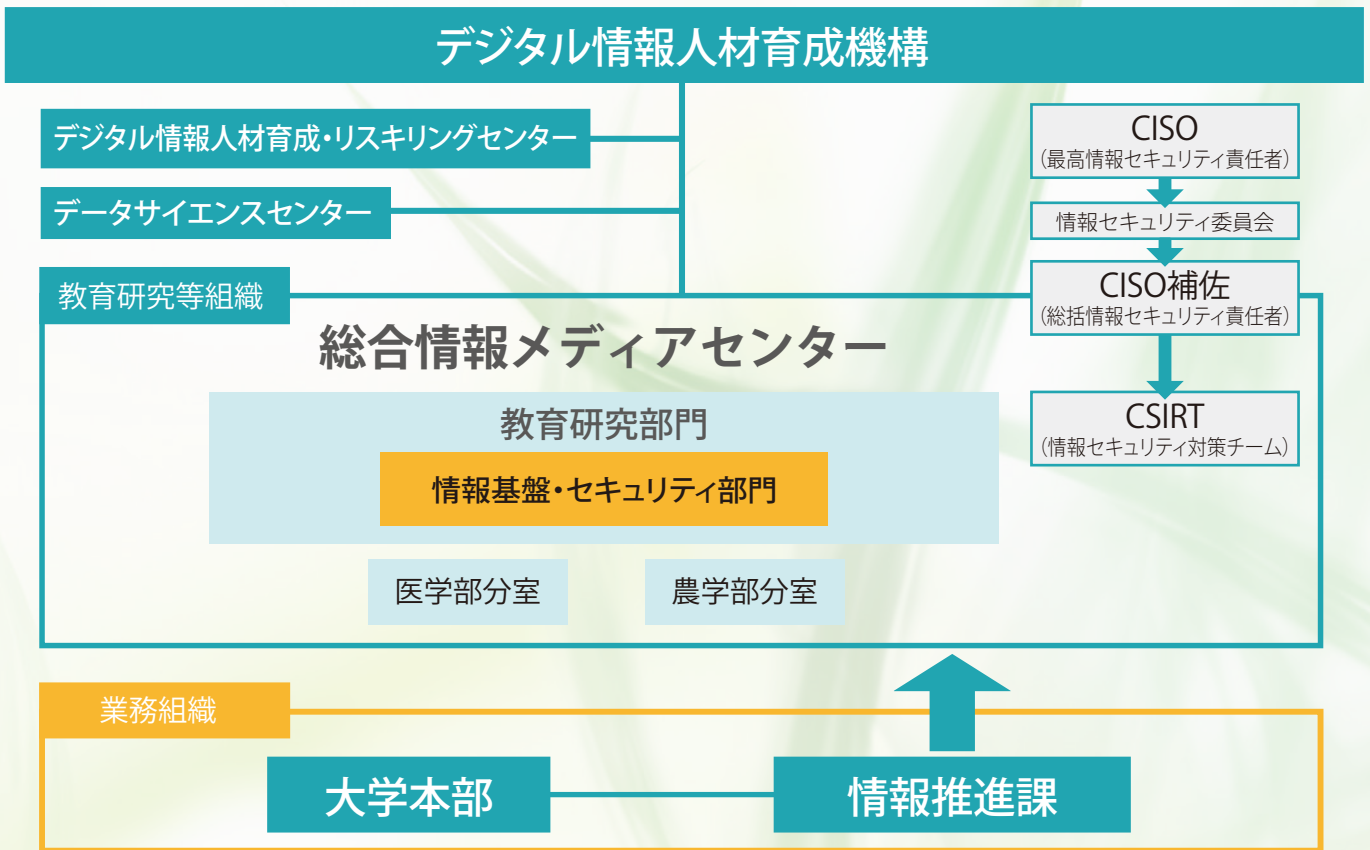 デジタル情報人材育成機構
デジタル情報人材育成・リスキリングセンター
データサイエンスセンター
CISO
(最高情報セキュリティ責任者)
情報セキュリティ委員会
CISO補佐
(総括情報セキュリティ責任者)
CSIRT
(情報セキュリティ対策チーム)
教育研究等組織
総合情報メディアセンター
教育研究部門
情報基盤・セキュリティ部門
医学部分室
農学部分室
業務組織
大学本部
情報推進課